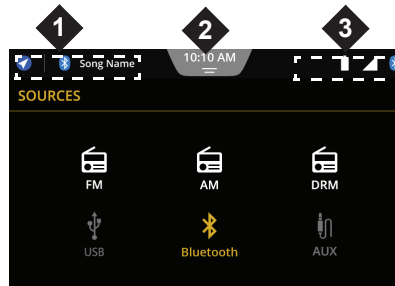 1 2 3
Song Name 10:10 AM
SOURCES
FM AM DRM
USB Bluetooth AUX